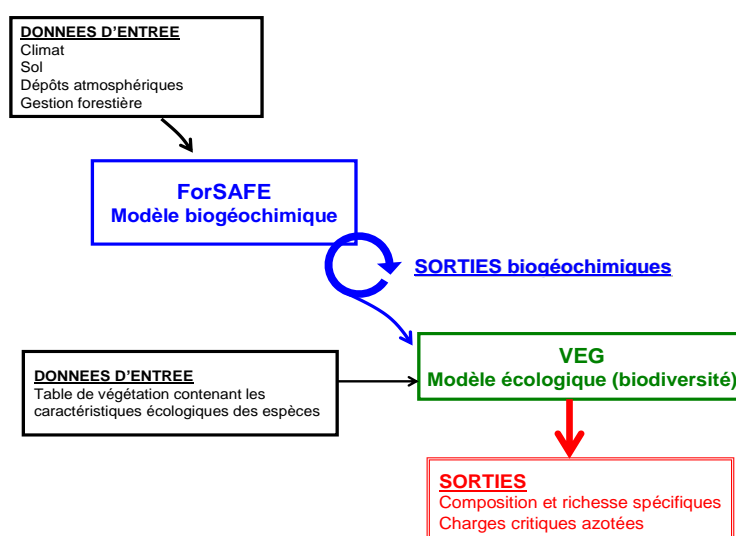 DONNEES D'ENTREE
Climat
Sol
Dépôts atmosphériques
Gestion forestière
ForSAFE
Modèle biogéochimique
SORTIES biogéochimiques
VEG
Modèle écologique (biodiversité)
DONNEES D'ENTREE
Table de végétation contenant les
caractéristiques écologiques des espèces
SORTIES
Composition et richesse spécifiques
Charges critiques azotées